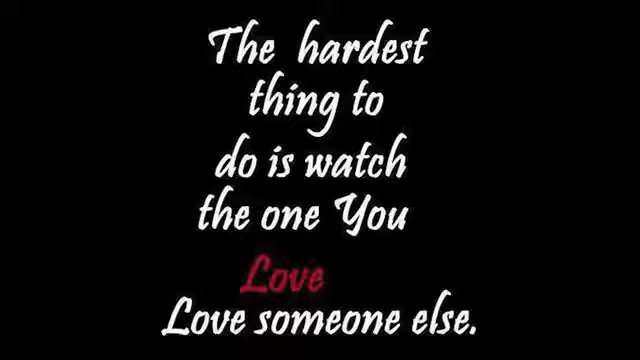 The hardest
thing to
do is watch
the one You
Love
Love someone else.